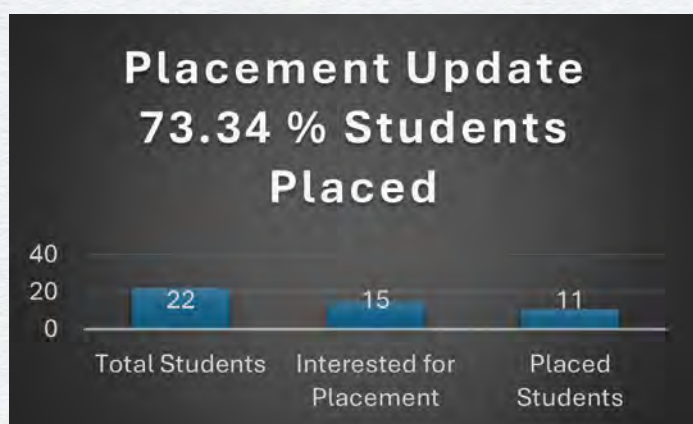 Placement Update
73.34 % Students
Placed
40
20
0
22
15
11
Total Students
Interested for
Placement
Placed
Students